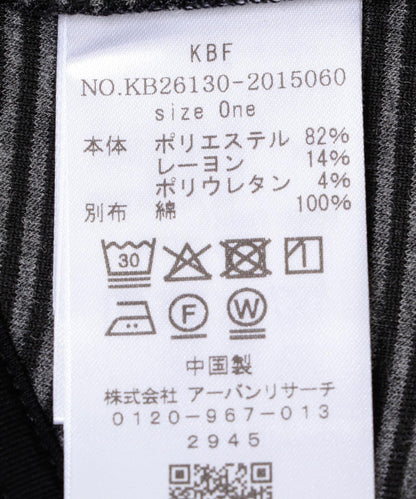 KBF
NO.KB26130-2015060
size One
本体 ポリエステル 82%
レーヨン 14%
ポリウレタン 4%
別布 綿 100%
30
F W
中国製
株式会社 アーバンリサーチ
0120-967-013
2945